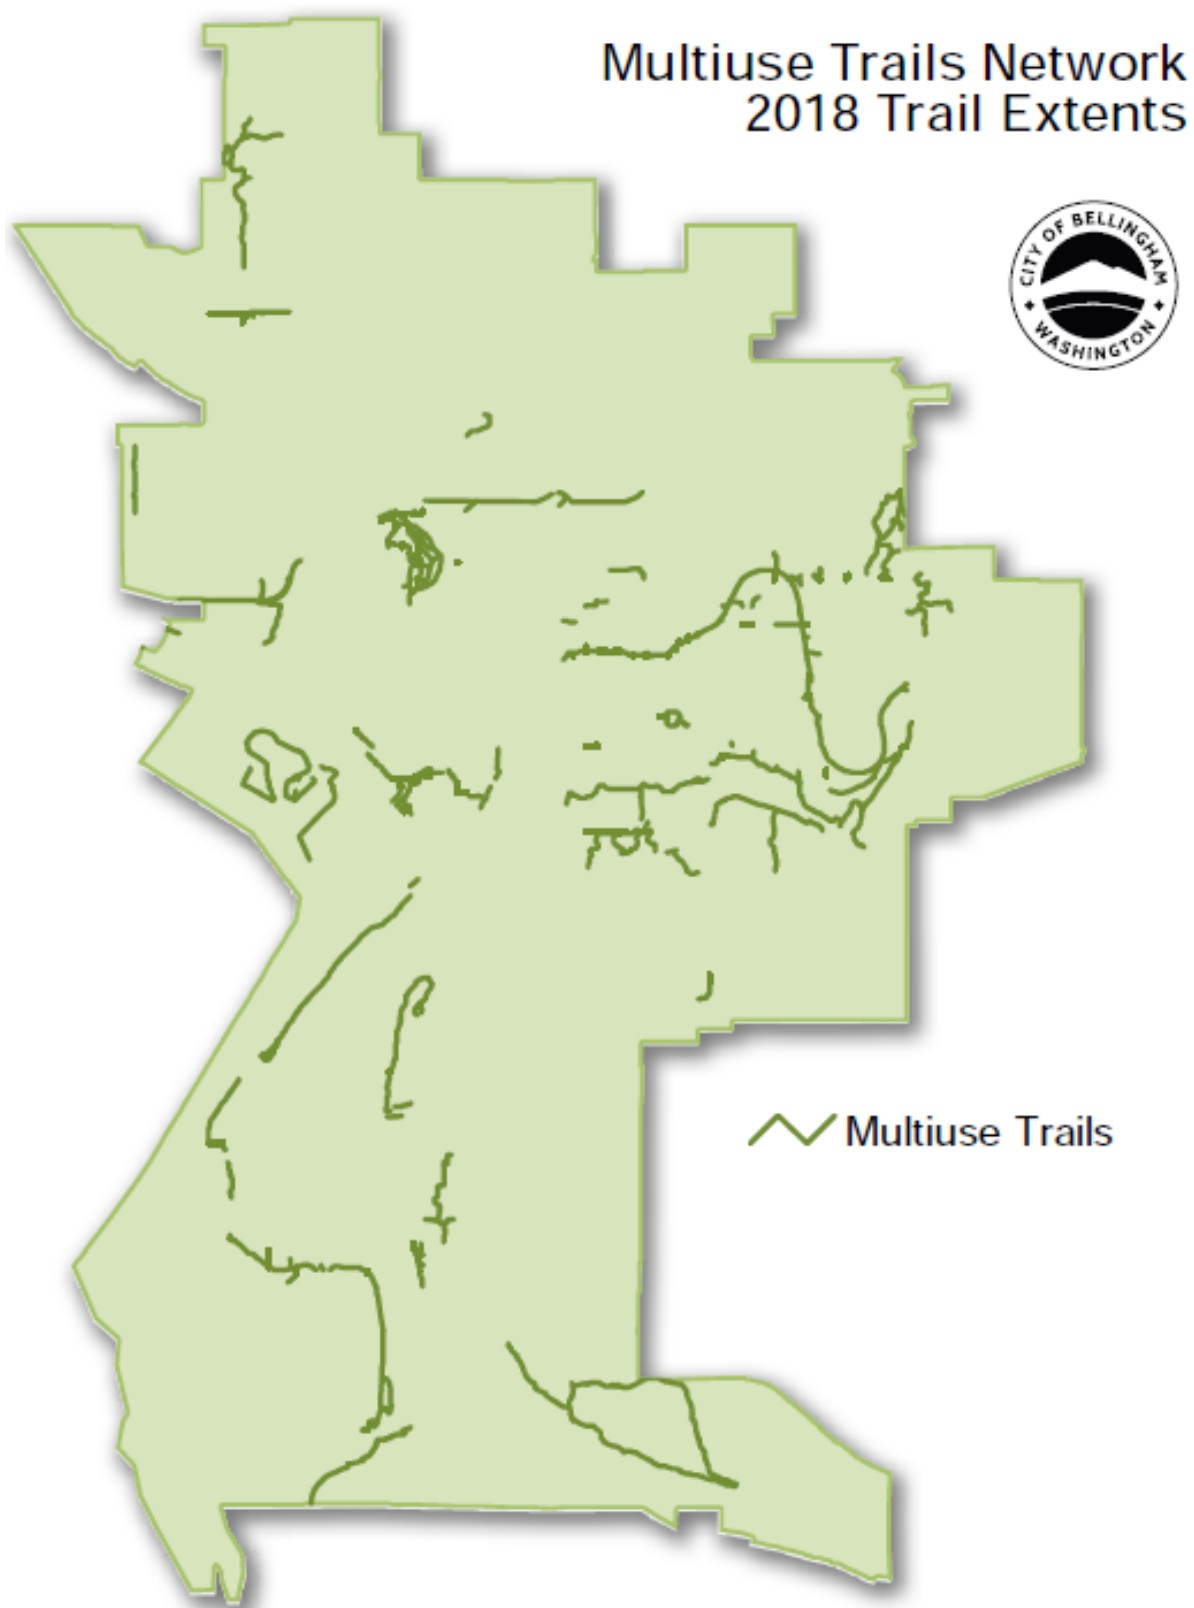 Multiuse Trails Network
2018 Trail Extents
CITY OF BELLINGHAM
WASHINGTON
Multiuse Trails